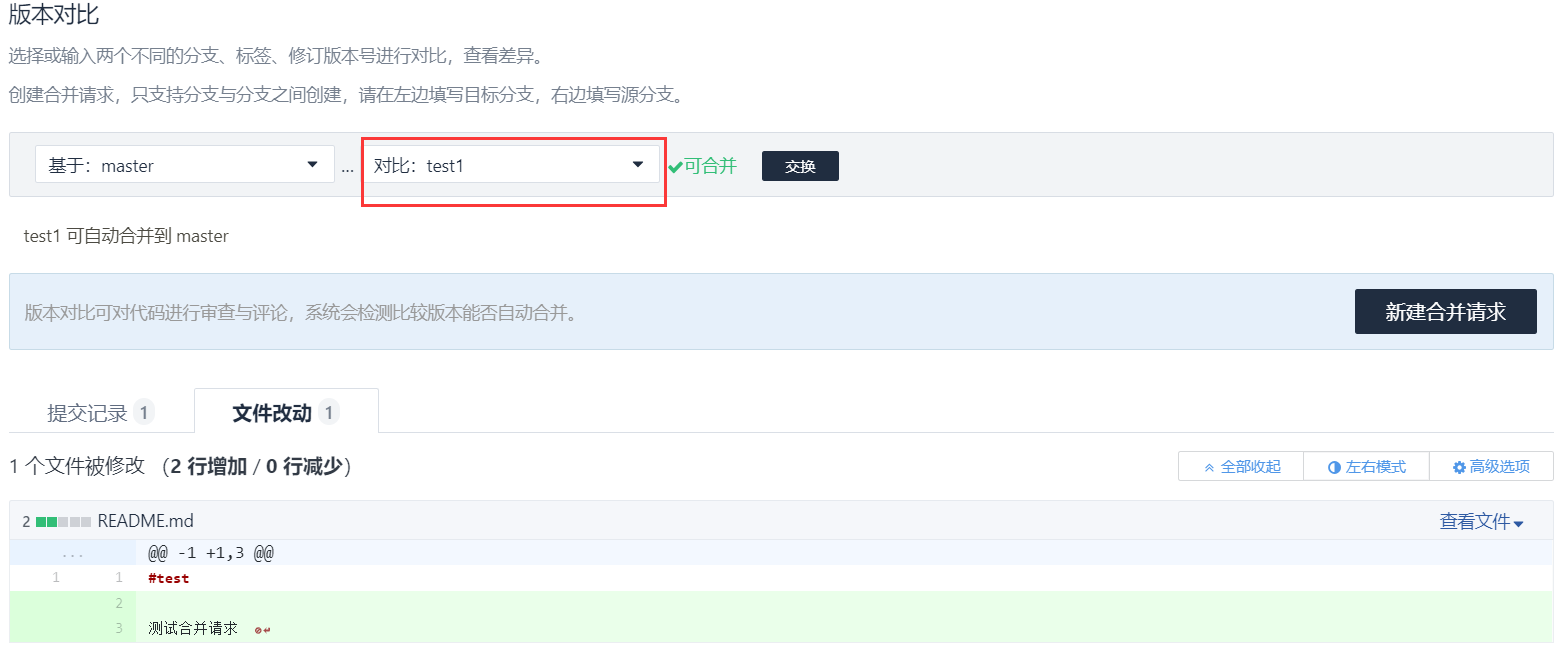 版本对比
选择或输入两个不同的分支、标签、修订版本号进行对比，查看差异。
创建合并请求，只支持分支与分支之间创建，请在左边填写目标分支，右边填写源分支。
基于：master ... 对比：test1 可合并 交换
test1 可自动合并到 master
版本对比可对代码进行审查与评论，系统会检测比较版本能否自动合并。 新建合并请求
提交记录 1 文件改动 1
1 个文件被修改 （2 行增加 / 0 行减少） 全部收起 左右模式 高级选项
2 README.md 查看文件
... @@ -1 +1,3 @@
1 1 #test
2
3 测试合并请求